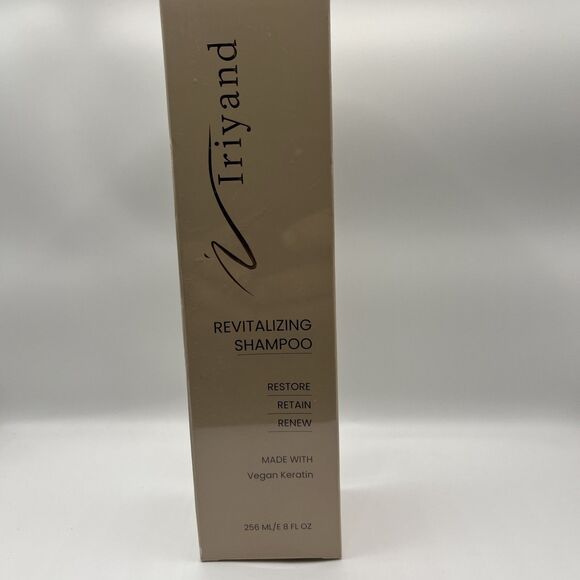 Iriyand
REVITALIZING
SHAMPOO
RESTORE
RETAIN
RENEW
MADE WITH
Vegan Keratin
256 ML/E 8 FL OZ